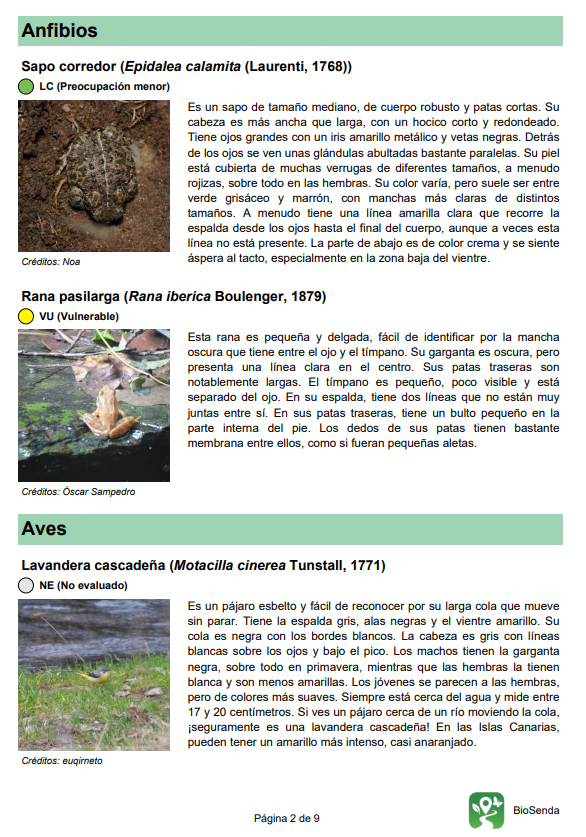 Anfibios
Sapo corredor (Epidalea calamita (Laurenti, 1768))
LC (Preocupación menor)
Es un sapo de tamaño mediano, de cuerpo robusto y patas cortas. Su
cabeza es más ancha que larga, con un hocico corto y redondeado.
Tiene ojos grandes con un iris amarillo metálico y vetas negras. Detrás
de los ojos se ven unas glándulas abultadas bastante paralelas. Su piel
está cubierta de muchas verrugas de diferentes tamaños, a menudo
rojizas, sobre todo en las hembras. Su color varía, pero suele ser entre
verde grisáceo y marrón, con manchas más claras de distintos
tamaños. A menudo tiene una línea amarilla clara que recorre la
espalda desde los ojos hasta el final del cuerpo, aunque a veces esta
línea no está presente. La parte de abajo es de color crema y se siente
áspera al tacto, especialmente en la zona baja del vientre.
Créditos: Noa
Rana pasilarga (Rana iberica Boulenger, 1879)
VU (Vulnerable)
Esta rana es pequeña y delgada, fácil de identificar por la mancha
oscura que tiene entre el ojo y el tímpano. Su garganta es oscura, pero
presenta una línea clara en el centro. Sus patas traseras son
notablemente largas. El tímpano es pequeño, poco visible y está
separado del ojo. En su espalda, tiene dos líneas que no están muy
juntas entre sí. En sus patas traseras, tiene un bulto pequeño en la
parte interna del pie. Los dedos de sus patas tienen bastante
membrana entre ellos, como si fueran pequeñas aletas.
Créditos: Óscar Sampedro
Aves
Lavandera cascadeña (Motacilla cinerea Tunstall, 1771)
NE (No evaluado)
Es un pájaro esbelto y fácil de reconocer por su larga cola que mueve
sin parar. Tiene la espalda gris, alas negras y el vientre amarillo. Su
cola es negra con los bordes blancos. La cabeza es gris con líneas
blancas sobre los ojos y bajo el pico. Los machos tienen la garganta
negra, sobre todo en primavera, mientras que las hembras la tienen
blanca y son menos amarillas. Los jóvenes se parecen a las hembras,
pero de colores más suaves. Siempre está cerca del agua y mide entre
17 y 20 centímetros. Si ves un pájaro cerca de un río moviendo la cola,
¡seguramente es una lavandera cascadeña! En las Islas Canarias,
pueden tener un amarillo más intenso, casi anaranjado.
Créditos: euqirneto
Página 2 de 9
BioSenda